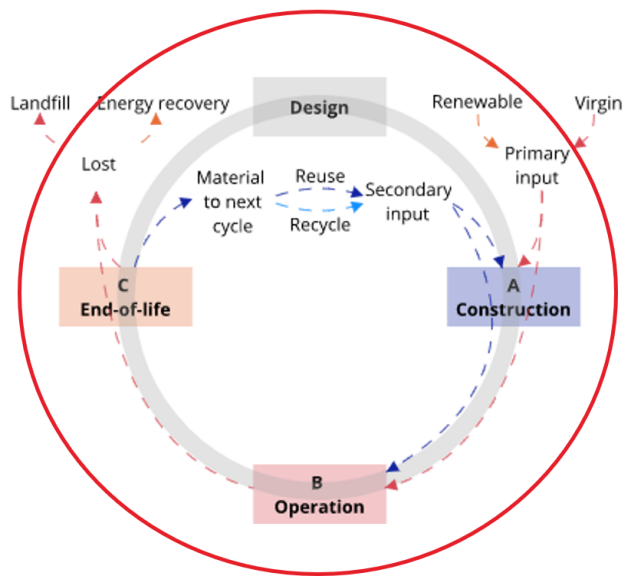 Design
Landfill
Energy recovery
Renewable
Virgin
Lost
Primary
input
Material
to next
cycle
Reuse
Recycle
Secondary
input
C
End-of-life
A
Construction
B
Operation